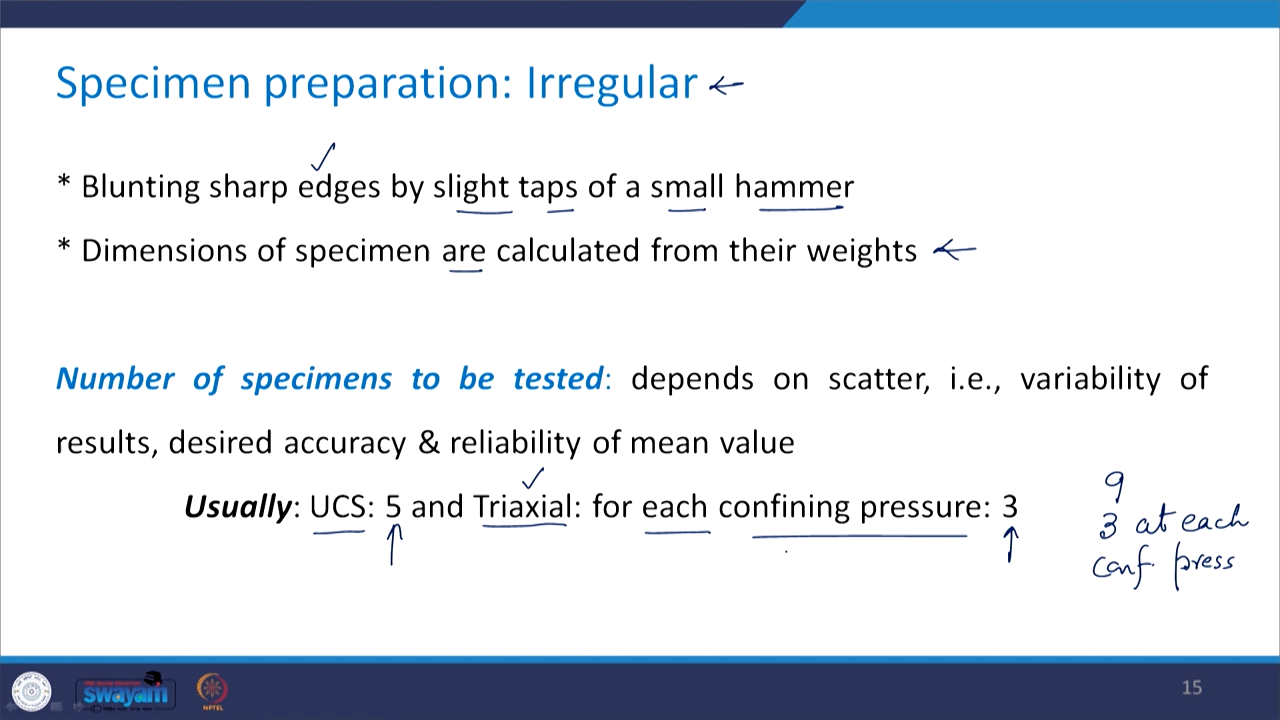 Specimen preparation: Irregular ←
* Blunting sharp edges by slight taps of a small hammer
* Dimensions of specimen are calculated from their weights ←
Number of specimens to be tested: depends on scatter, i.e., variability of
results, desired accuracy & reliability of mean value
Usually: UCS: 5 and Triaxial: for each confining pressure: 3
9
3 at each
conf. press
swayam
NPTEL
15